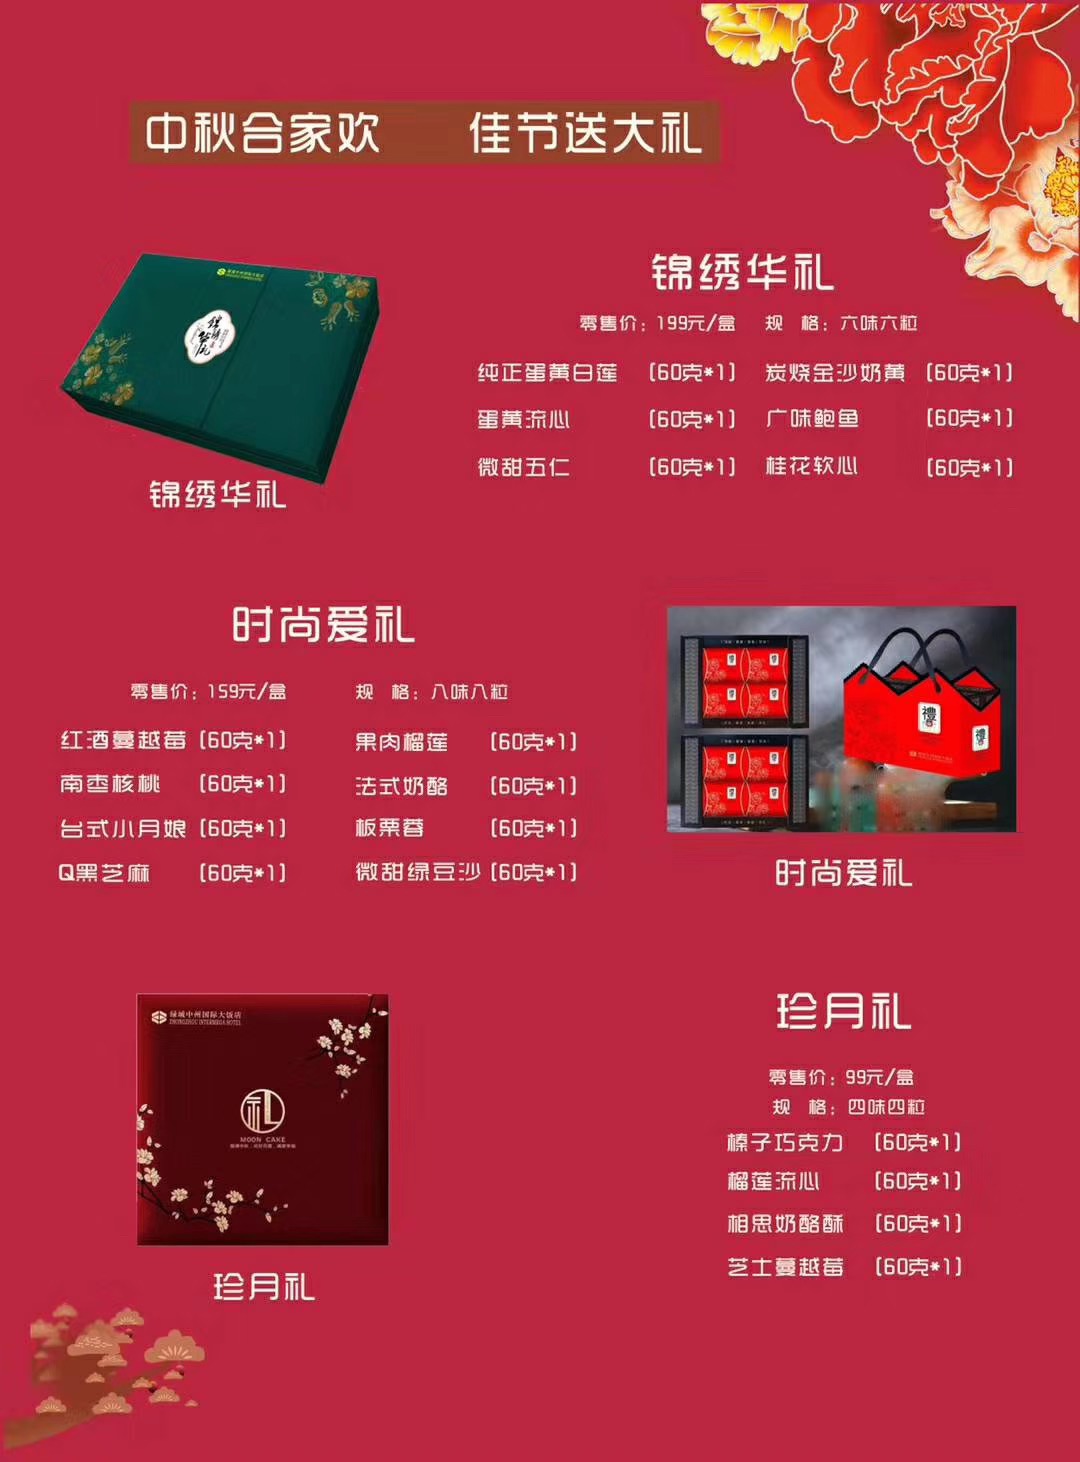 中秋合家欢 佳节送大礼
锦绣华礼
零售价：199元/盒 规 格：六味六粒
纯正蛋黄白莲 (60克*1) 炭烧金沙奶黄 (60克*1)
蛋黄流心 (60克*1) 广味鲍鱼 (60克*1)
微甜五仁 (60克*1) 桂花软心 (60克*1)
锦绣华礼
锦绣华礼
时尚爱礼
零售价：159元/盒 规 格：八味八粒
红酒蔓越莓 (60克*1) 果肉榴莲 (60克*1)
南枣核桃 (60克*1) 法式奶酪 (60克*1)
台式小月娘 (60克*1) 板栗蓉 (60克*1)
Q黑芝麻 (60克*1) 微甜绿豆沙 (60克*1)
禮
禮
时尚爱礼
绿城中州国际大饭店
ZHONGZHOU INTERMEGA HOTEL
礼
MOON CAKE
珍月礼
珍月礼
零售价：99元/盒
规 格：四味四粒
榛子巧克力 (60克*1)
榴莲流心 (60克*1)
相思奶酪酥 (60克*1)
芝士蔓越莓 (60克*1)